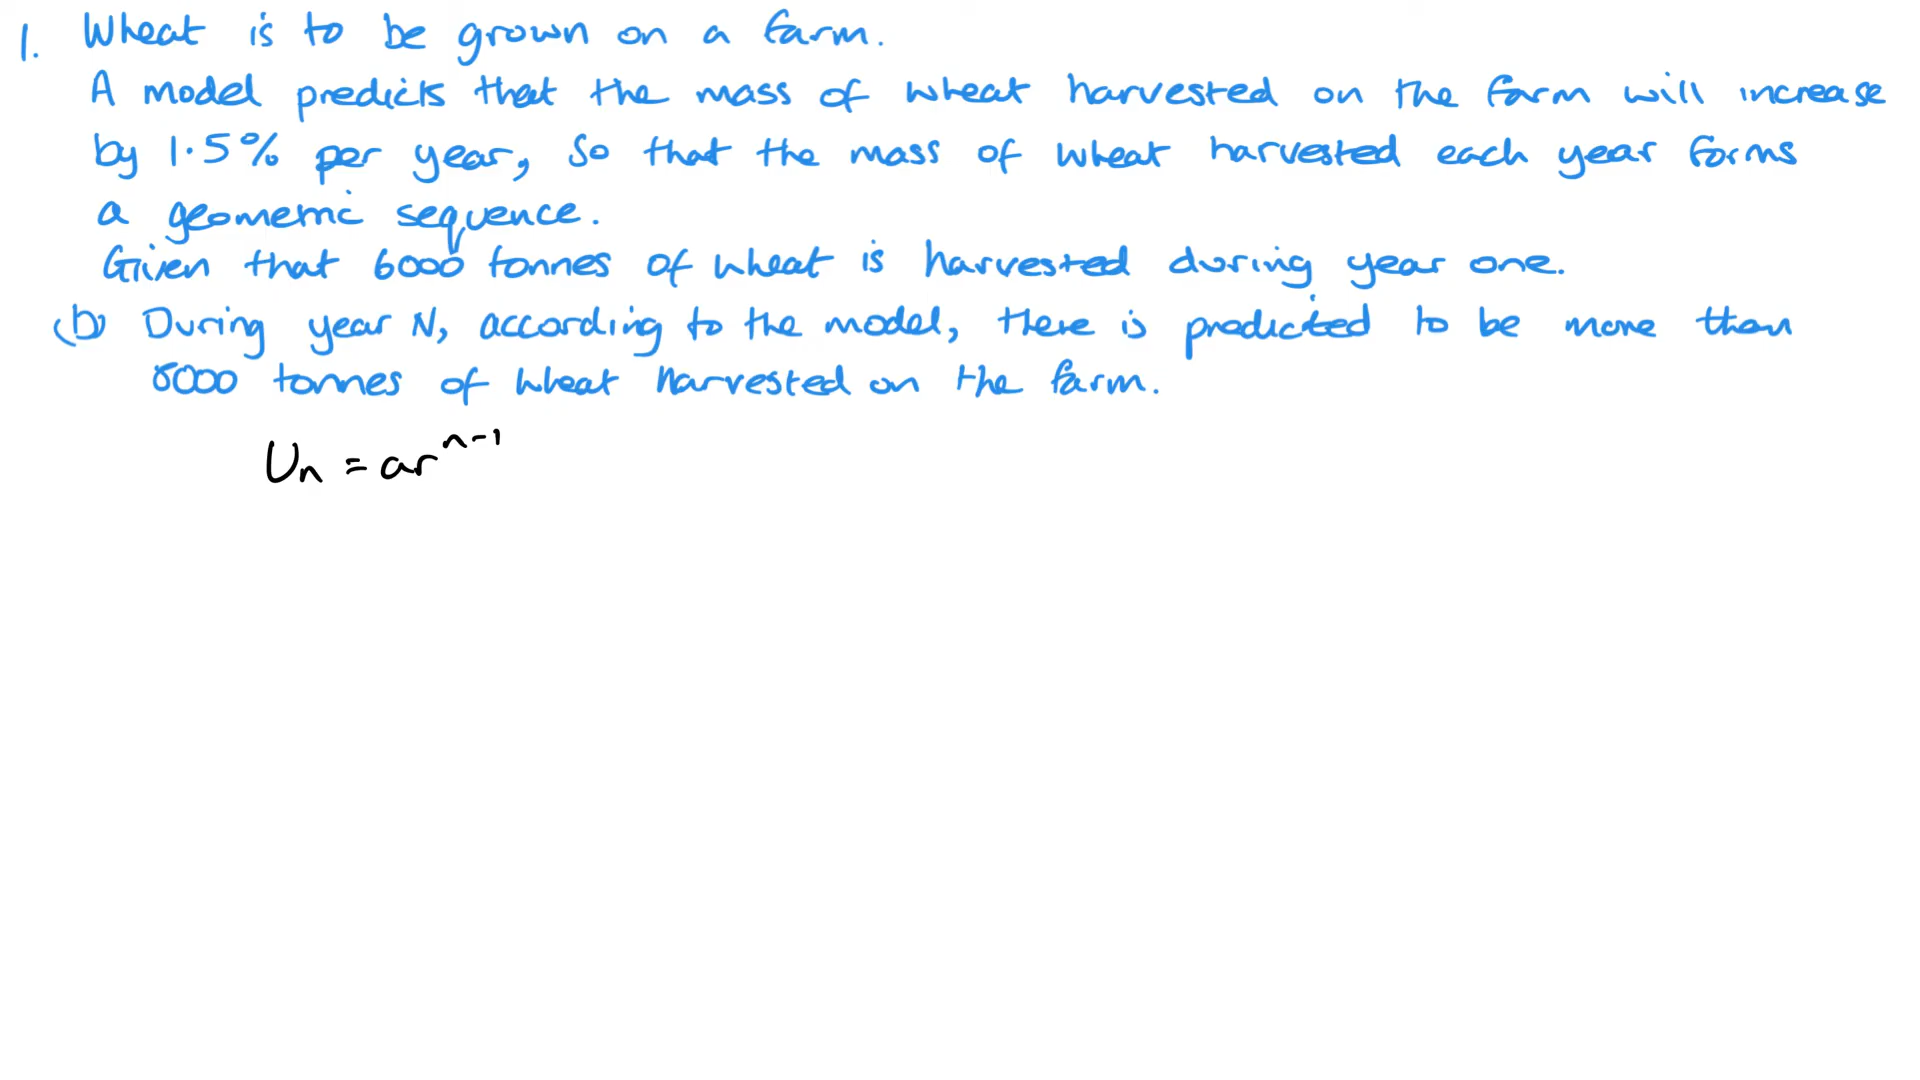 1. Wheat is to be grown on a farm.
A model predicts that the mass of wheat harvested on the farm will increase
by 1.5% per year, so that the mass of wheat harvested each year forms
a geometric sequence.
Given that 6000 tonnes of wheat is harvested during year one.
(b) During year N, according to the model, there is predicted to be more than
8000 tonnes of wheat harvested on the farm.
Un = ar^n-1